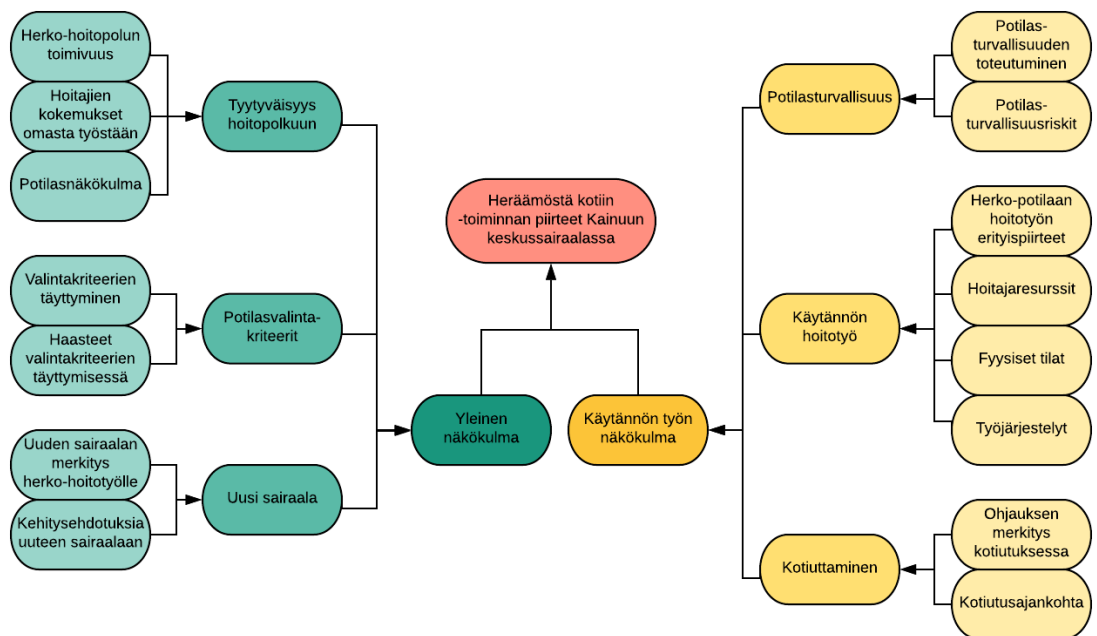 Herko-hoitopolun
toimivuus
Hoitajien
kokemukset
omasta työstään
Potilasnäkökulma
Tyytyväisyys
hoitopolkuun
Valintakriteerien
täyttyminen
Haasteet
valintakriteerien
täyttymisessä
Potilasvalinta-
kriteerit
Uuden sairaalan
merkitys
herko-hoitotyölle
Kehitysehdotuksia
uuteen sairaalaan
Uusi sairaala
Heräämöstä kotiin
-toiminnan piirteet Kainuun
keskussairaalassa
Yleinen
näkökulma
Käytännön työn
näkökulma
Potilasturvallisuus
Potilas-
turvallisuuden
toteutuminen
Potilas-
turvallisuusriskit
Käytännön
hoitotyö
Herko-potilaan
hoitotyön
erityispiirteet
Hoitajaresurssit
Fyysiset tilat
Työjärjestelyt
Kotiuttaminen
Ohjauksen
merkitys
kotiutuksessa
Kotiutusajankohta